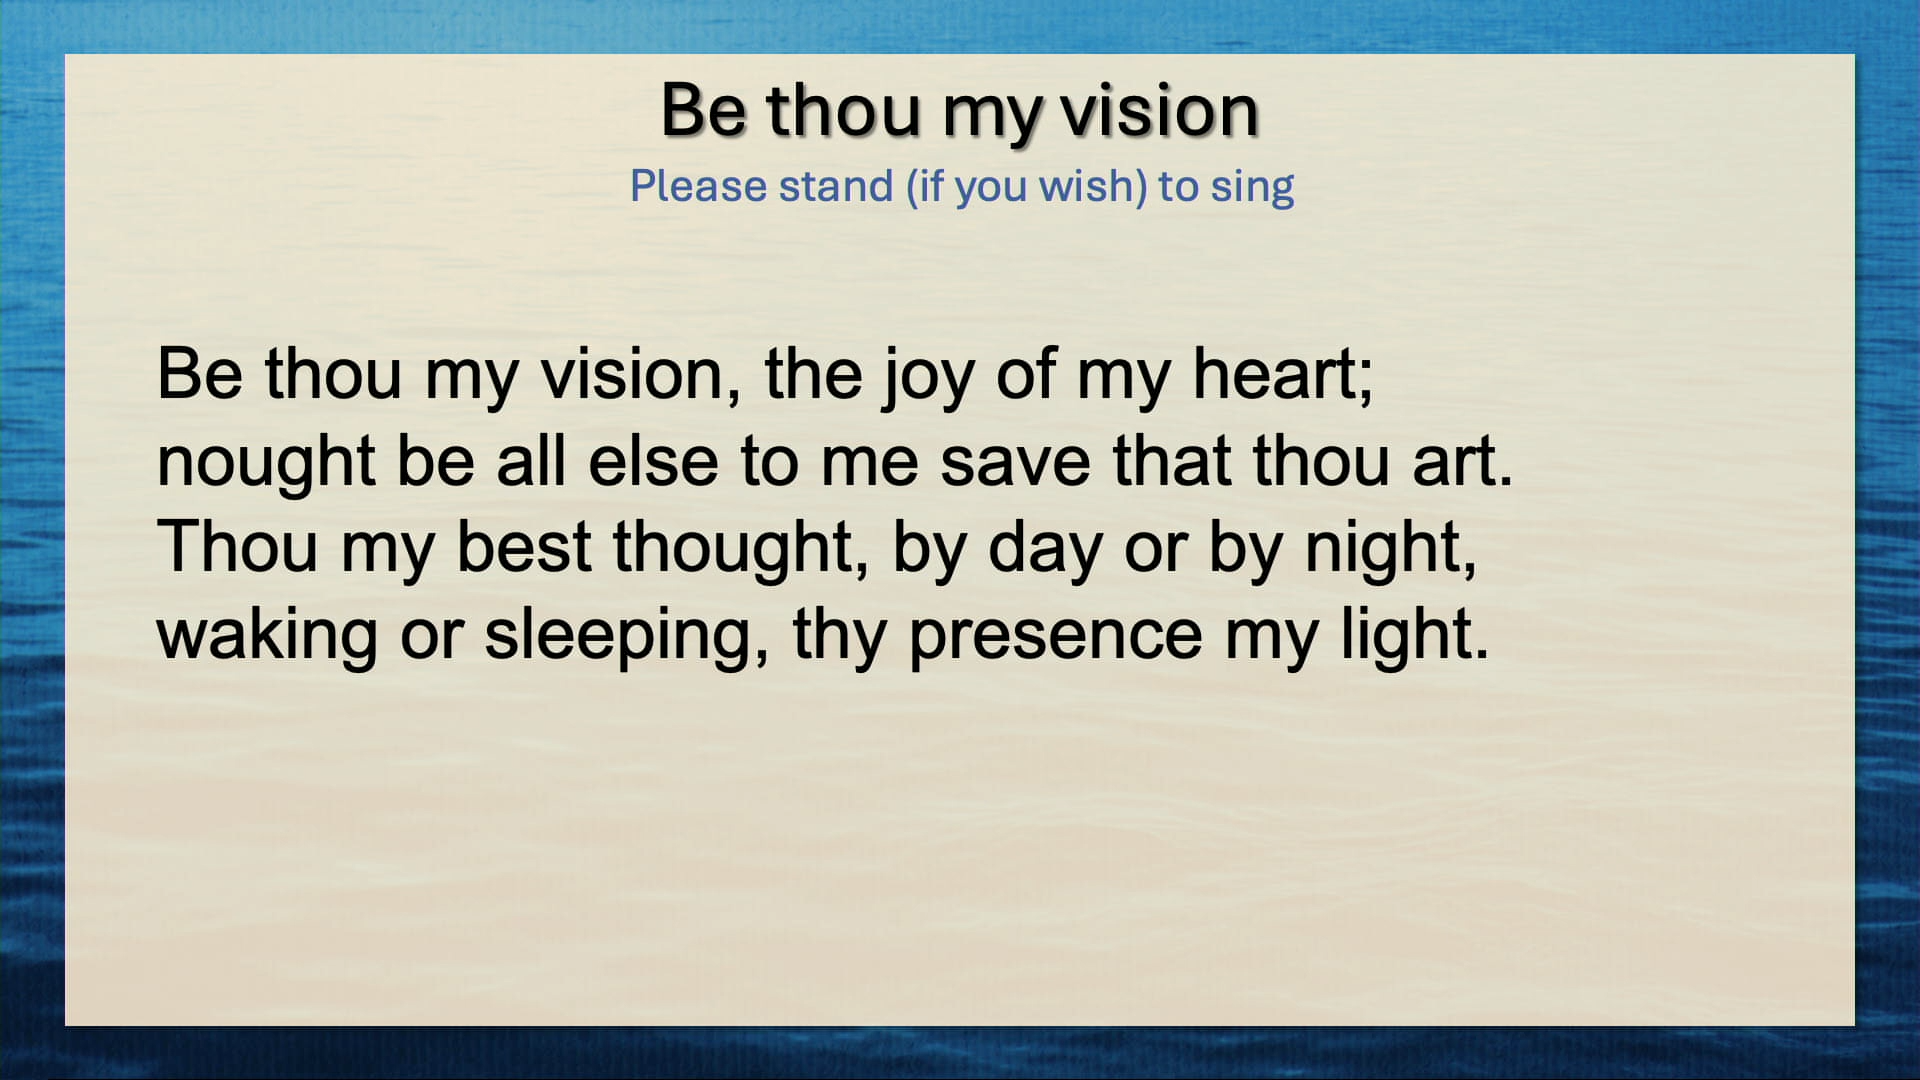 Be thou my vision
Please stand (if you wish) to sing
Be thou my vision, the joy of my heart;
nought be all else to me save that thou art.
Thou my best thought, by day or by night,
waking or sleeping, thy presence my light.